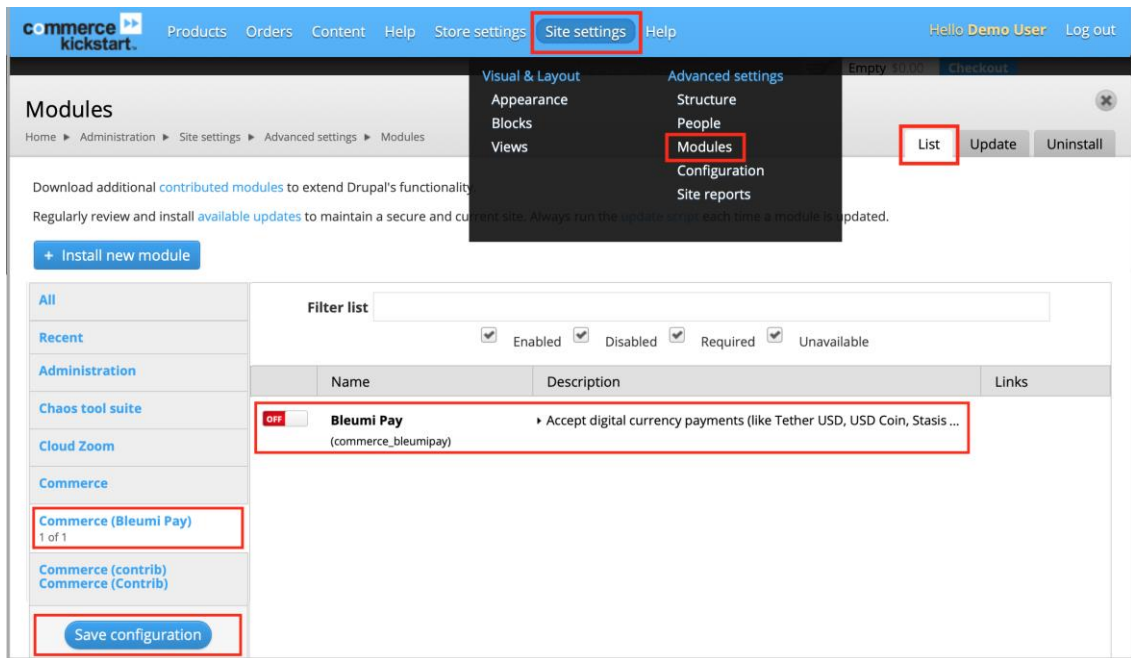 commerce kickstart.
Products Orders Content Help Store settings Site settings Help
Hello Demo User Log out
Empty $0.00 Checkout
Visual & Layout
Appearance
Blocks
Views
Advanced settings
Structure
People
Modules
Configuration
Site reports
Modules
Home ▶ Administration ▶ Site settings ▶ Advanced settings ▶ Modules
List Update Uninstall
Download additional contributed modules to extend Drupal's functionality
Regularly review and install available updates to maintain a secure and current site. Always run the update script each time a module is updated.
+ Install new module
All
Recent
Administration
Chaos tool suite
Cloud Zoom
Commerce
Commerce (Bleumi Pay)
1 of 1
Commerce (contrib)
Commerce (Contrib)
Save configuration
Filter list
Enabled Disabled Required Unavailable
Name Description Links
OFF Bleumi Pay ▸ Accept digital currency payments (like Tether USD, USD Coin, Stasis ...
(commerce_bleumipay)